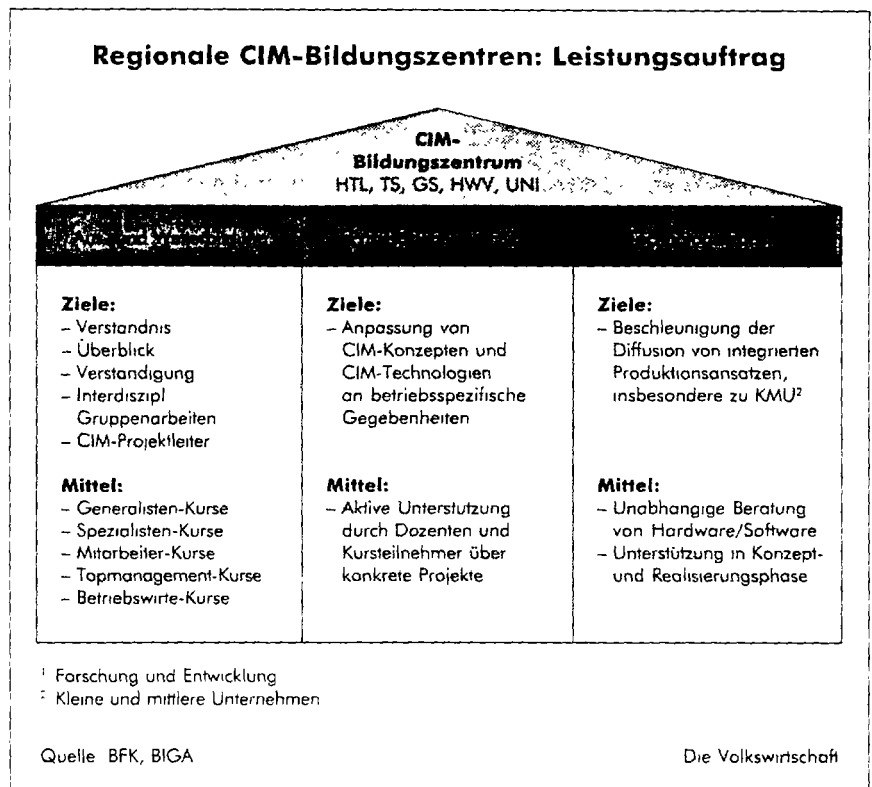 Regionale CIM-Bildungszentren: Leistungsauftrag
CIM-
Bildungszentrum
HTL, TS, GS, HWV, UNI
Ziele:
– Verstandnis
– Überblick
– Verstandigung
– Interdiszipl
Gruppenarbeiten
– CIM-Projektleiter
Mittel:
– Generalisten-Kurse
– Spezialisten-Kurse
– Mitarbeiter-Kurse
– Topmanagement-Kurse
– Betriebswirte-Kurse
Ziele:
– Anpassung von
CIM-Konzepten und
CIM-Technologien
an betriebsspezifische
Gegebenheiten
Mittel:
– Aktive Unterstutzung
durch Dozenten und
Kursteilnehmer über
konkrete Projekte
Ziele:
– Beschleunigung der
Diffusion von integrierten
Produktionsansatzen,
insbesondere zu KMU²
Mittel:
– Unabhangige Beratung
von Hardware/Software
– Unterstützung in Konzept-
und Realisierungsphase
¹ Forschung und Entwicklung
² Kleine und mittlere Unternehmen
Quelle BFK, BIGA
Die Volkswirtschaft